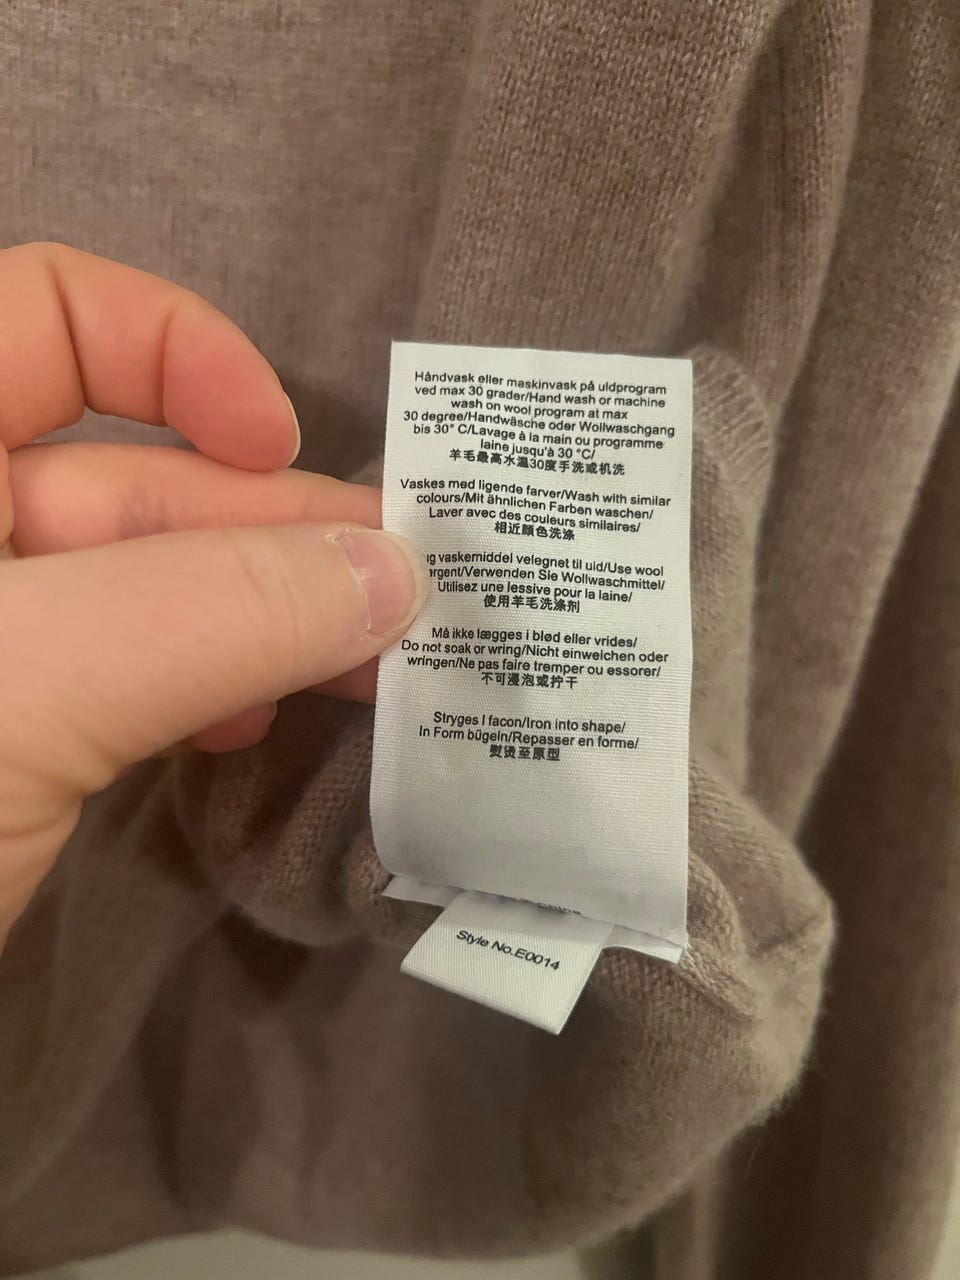 Håndvask eller maskinvask på uldprogram
ved max 30 grader/Hand wash or machine
wash on wool program at max
30 degree/Handwäsche oder Wollwaschgang
bis 30° C/Lavage à la main ou programme
laine jusqu'à 30 °C/
羊毛最高水温30度手洗或机洗
Vaskes med ligende farver/Wash with similar
colours/Mit ähnlichen Farben waschen/
Laver avec des couleurs similaires/
相近顏色洗涤
vaskemiddel velegnet til uld/Use wool
Verwenden Sie Wollwaschmittel/
Utilisez une lessive pour la laine/
使用羊毛洗涤剂
Må ikke lægges i blød eller vrides/
Do not soak or wring/Nicht einweichen oder
wringen/Ne pas faire tremper ou essorer/
不可浸泡或拧干
Stryges I facon/Iron into shape/
In Form bügeln/Repasser en forme/
熨烫至原型
China
Style No.E0014